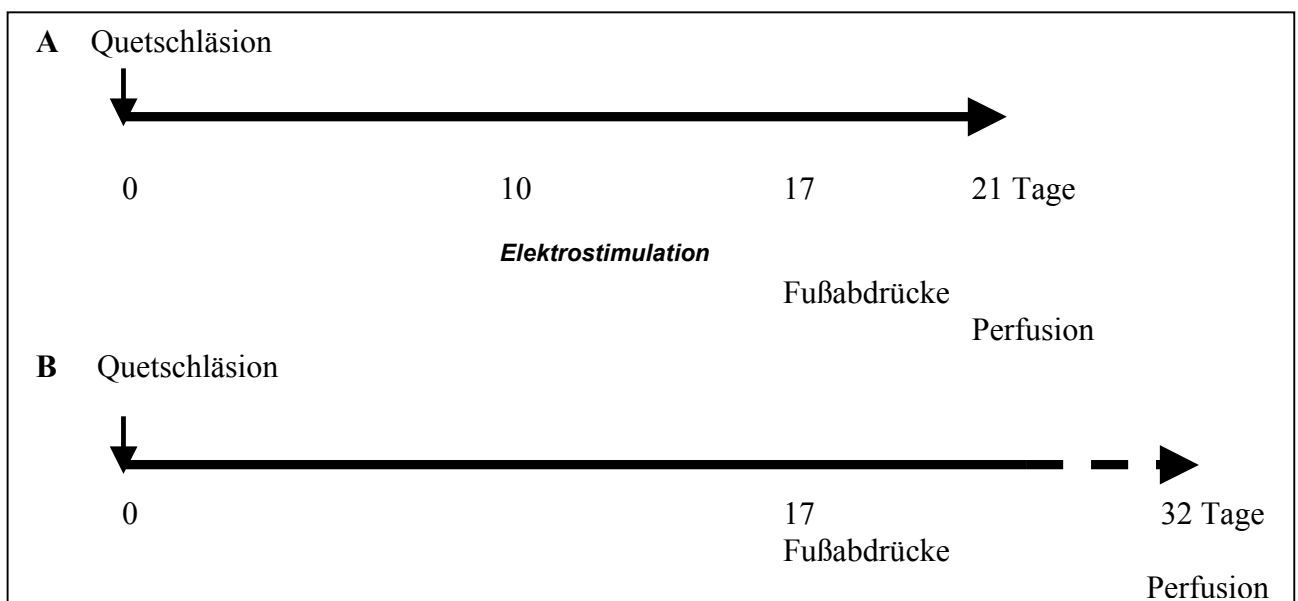 A Quetschläsion
0 10 17 21 Tage
Elektrostimulation
Fußabdrücke
Perfusion
B Quetschläsion
0 17 32 Tage
Fußabdrücke
Perfusion